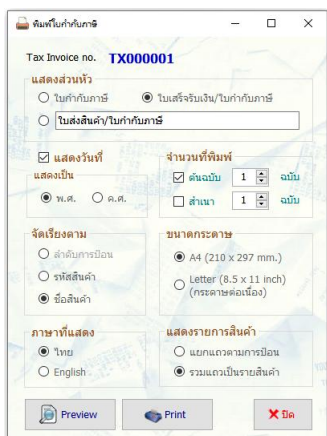 พิมพ์ใบกำกับภาษี
Tax Invoice no. TX000001
แสดงส่วนหัว
ใบกำกับภาษี ใบเสร็จรับเงิน/ใบกำกับภาษี
ใบส่งสินค้า/ใบกำกับภาษี
แสดงวันที่
แสดงเป็น
พ.ศ. ค.ศ.
จำนวนที่พิมพ์
ต้นฉบับ 1 ฉบับ
สำเนา 1 ฉบับ
จัดเรียงตาม
ลำดับการป้อน
รหัสสินค้า
ชื่อสินค้า
ขนาดกระดาษ
A4 (210 x 297 mm.)
Letter (8.5 x 11 inch)
(กระดาษต่อเนื่อง)
ภาษาที่แสดง
ไทย
English
แสดงรายการสินค้า
แยกแถวตามการป้อน
รวมแถวเป็นรายสินค้า
Preview Print ปิด